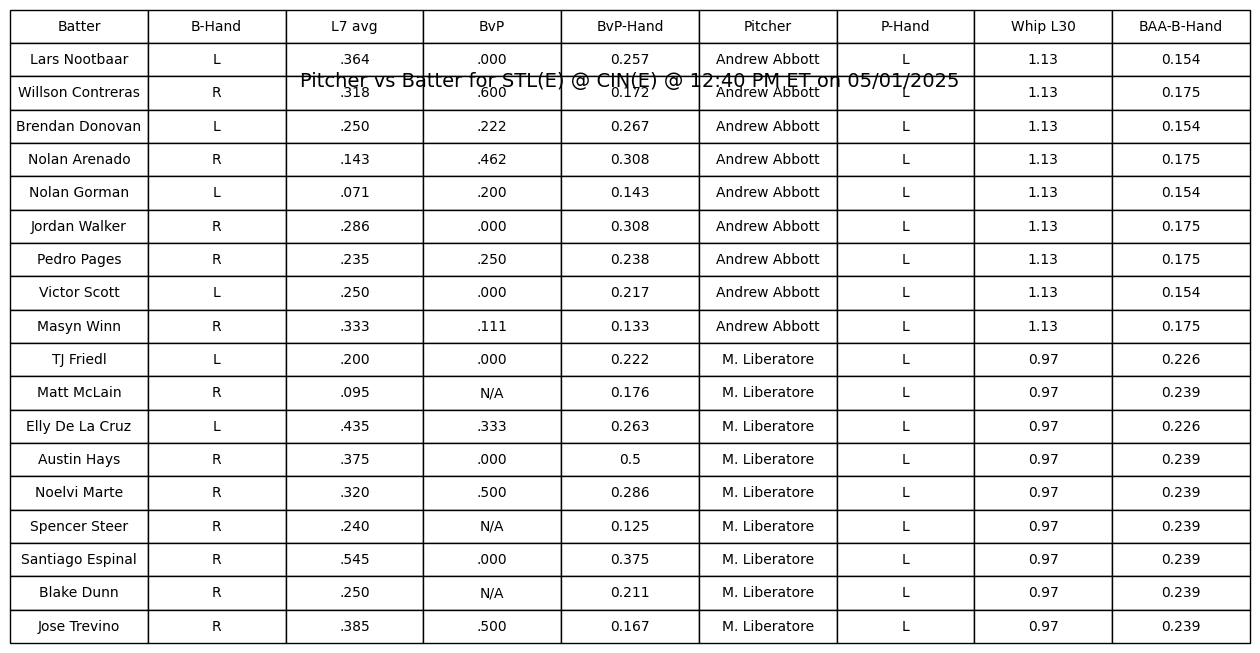 Batter B-Hand L7 avg BvP BvP-Hand Pitcher P-Hand Whip L30 BAA-B-Hand
Lars Nootbaar L .364 .000 0.257 Andrew Abbott L 1.13 0.154
Pitcher vs Batter for STL(E) @ CIN(E) @ 12:40 PM ET on 05/01/2025
Willson Contreras R .318 .600 0.172 Andrew Abbott L 1.13 0.175
Brendan Donovan L .250 .222 0.267 Andrew Abbott L 1.13 0.154
Nolan Arenado R .143 .462 0.308 Andrew Abbott L 1.13 0.175
Nolan Gorman L .071 .200 0.143 Andrew Abbott L 1.13 0.154
Jordan Walker R .286 .000 0.308 Andrew Abbott L 1.13 0.175
Pedro Pages R .235 .250 0.238 Andrew Abbott L 1.13 0.175
Victor Scott L .250 .000 0.217 Andrew Abbott L 1.13 0.154
Masyn Winn R .333 .111 0.133 Andrew Abbott L 1.13 0.175
TJ Friedl L .200 .000 0.222 M. Liberatore L 0.97 0.226
Matt McLain R .095 N/A 0.176 M. Liberatore L 0.97 0.239
Elly De La Cruz L .435 .333 0.263 M. Liberatore L 0.97 0.226
Austin Hays R .375 .000 0.5 M. Liberatore L 0.97 0.239
Noelvi Marte R .320 .500 0.286 M. Liberatore L 0.97 0.239
Spencer Steer R .240 N/A 0.125 M. Liberatore L 0.97 0.239
Santiago Espinal R .545 .000 0.375 M. Liberatore L 0.97 0.239
Blake Dunn R .250 N/A 0.211 M. Liberatore L 0.97 0.239
Jose Trevino R .385 .500 0.167 M. Liberatore L 0.97 0.239